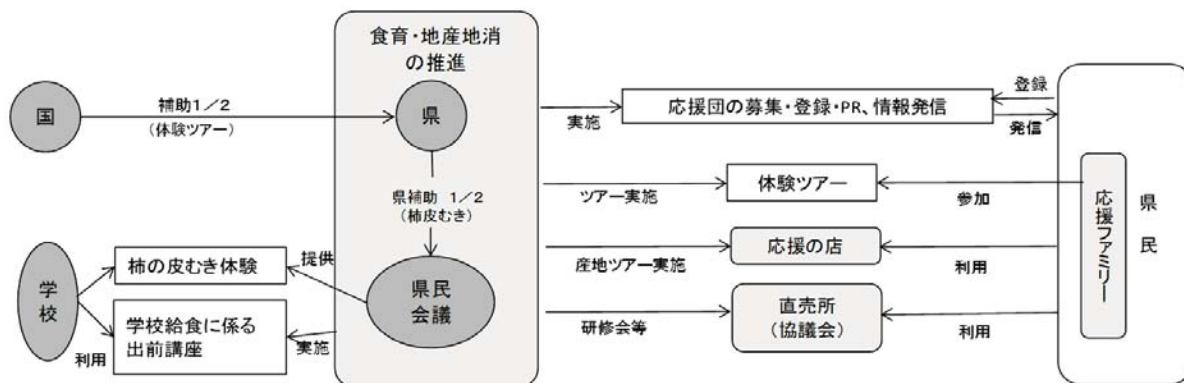 食育・地産地消
の推進
国
補助1/2
(体験ツアー)
県
県補助 1/2
(柿皮むき)
県民
会議
学校
柿の皮むき体験
提供
学校給食に係る
出前講座
利用
実施
実施
応援団の募集・登録・PR、情報発信
登録
発信
ツアー実施
体験ツアー
参加
産地ツアー実施
応援の店
利用
研修会等
直売所
(協議会)
利用
応援ファミリー
県民